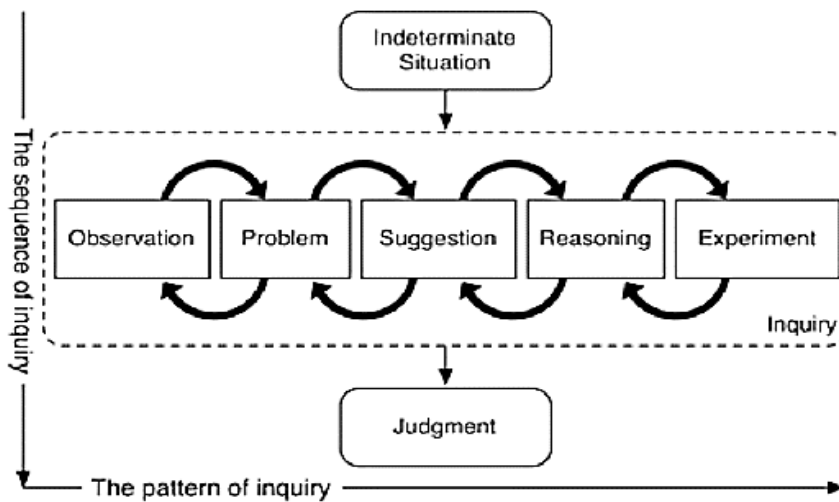 Indeterminate
Situation
The sequence of inquiry
Observation
Problem
Suggestion
Reasoning
Experiment
Inquiry
Judgment
The pattern of inquiry